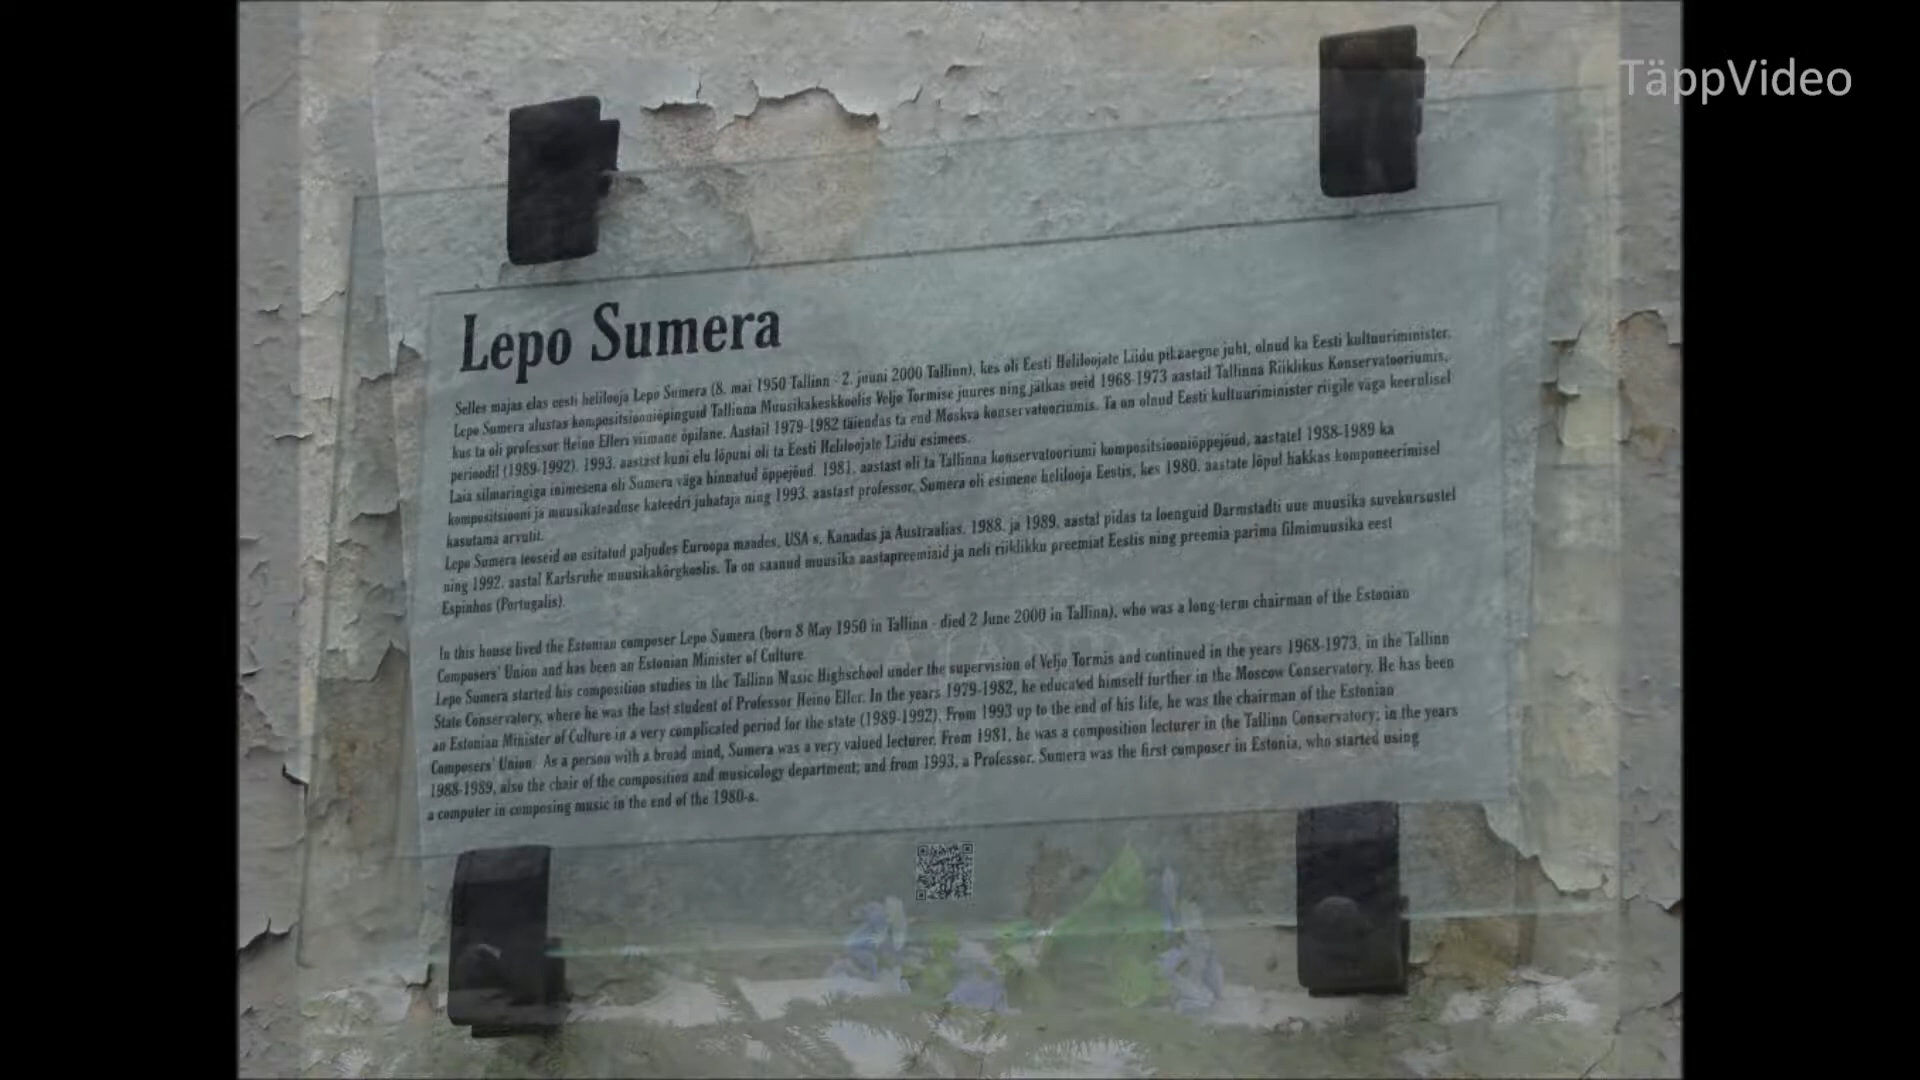 TäppVideo
Lepo Sumera
Selles majas elas eesti helilooja Lepo Sumera (8. mai 1950 Tallinn - 2. juuni 2000 Tallinn), kes oli Eesti Heliloojate Liidu pikaaegne juht, olnud ka Eesti kultuuriminister.
Lepo Sumera alustas kompositsiooniõpinguid Tallinna Muusikakeskkoolis Veljo Tormise juures ning jätkas neid 1968-1973 aastail Tallinna Riiklikus Konservatooriumis,
kus ta oli professor Heino Elleri viimane õpilane. Aastail 1979-1982 täiendas ta end Moskva konservatooriumis. Ta on olnud Eesti kultuuriminister riigile väga keerulisel
perioodil (1989-1992). 1993. aastast kuni elu lõpuni oli ta Eesti Heliloojate Liidu esimees.
Laia silmaringiga inimesena oli Sumera väga hinnatud õppejõud. 1981. aastast oli ta Tallinna konservatooriumi kompositsiooniõppejõud, aastatel 1988-1989 ka
kompositsiooni ja muusikateaduse kateedri juhataja ning 1993. aastast professor. Sumera oli esimene helilooja Eestis, kes 1980. aastate lõpul hakkas komponeerimisel
kasutama arvutit.
Lepo Sumera teoseid on esitatud paljudes Euroopa maades, USA s, Kanadas ja Austraalias. 1988. ja 1989. aastal pidas ta loenguid Darmstadti uue muusika suvekursustel
ning 1992. aastal Karlsruhe muusikakõrgkoolis. Ta on saanud muusika aastapreemiaid ja neli riiklikku preemiat Eestis ning preemia parima filmimuusika eest
Espinhos (Portugalis).
In this house lived the Estonian composer Lepo Sumera (born 8 May 1950 in Tallinn - died 2 June 2000 in Tallinn), who was a long-term chairman of the Estonian
Composers' Union and has been an Estonian Minister of Culture.
Lepo Sumera started his composition studies in the Tallinn Music Highschool under the supervision of Veljo Tormis and continued in the years 1968-1973, in the Tallinn
State Conservatory, where he was the last student of Professor Heino Eller. In the years 1979-1982, he educated himself further in the Moscow Conservatory. He has been
an Estonian Minister of Culture in a very complicated period for the state (1989-1992). From 1993 up to the end of his life, he was the chairman of the Estonian
Composers' Union. As a person with a broad mind, Sumera was a very valued lecturer. From 1981, he was a composition lecturer in the Tallinn Conservatory; in the years
1988-1989, also the chair of the composition and musicology department; and from 1993, a Professor. Sumera was the first composer in Estonia, who started using
a computer in composing music in the end of the 1980-s.